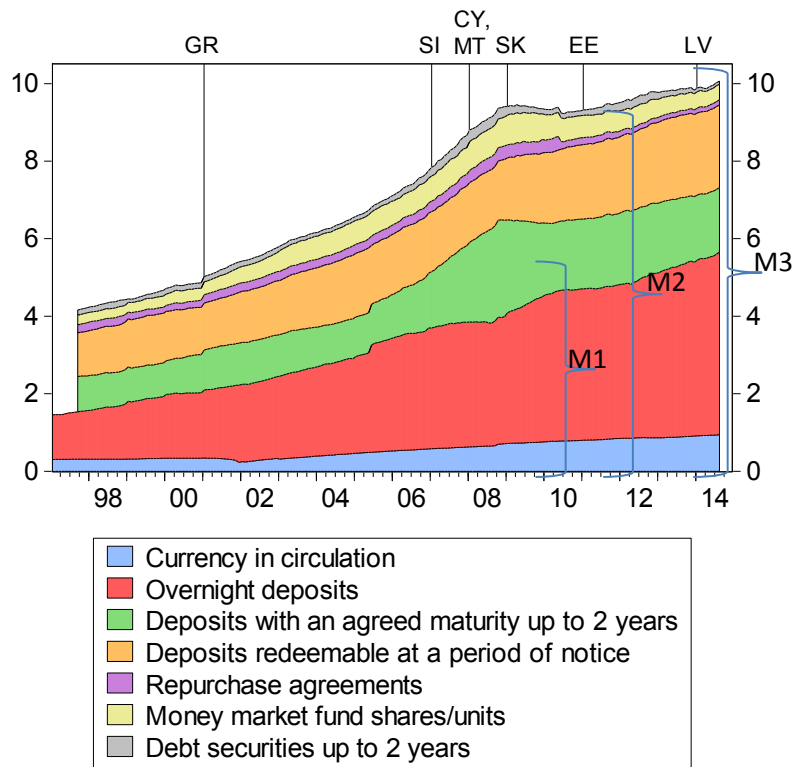 CY,
GR SI MT SK EE LV
10 10
8 8
6 6
M3
M2
4 4
M1
2 2
0 0
98 00 02 04 06 08 10 12 14
Currency in circulation
Overnight deposits
Deposits with an agreed maturity up to 2 years
Deposits redeemable at a period of notice
Repurchase agreements
Money market fund shares/units
Debt securities up to 2 years